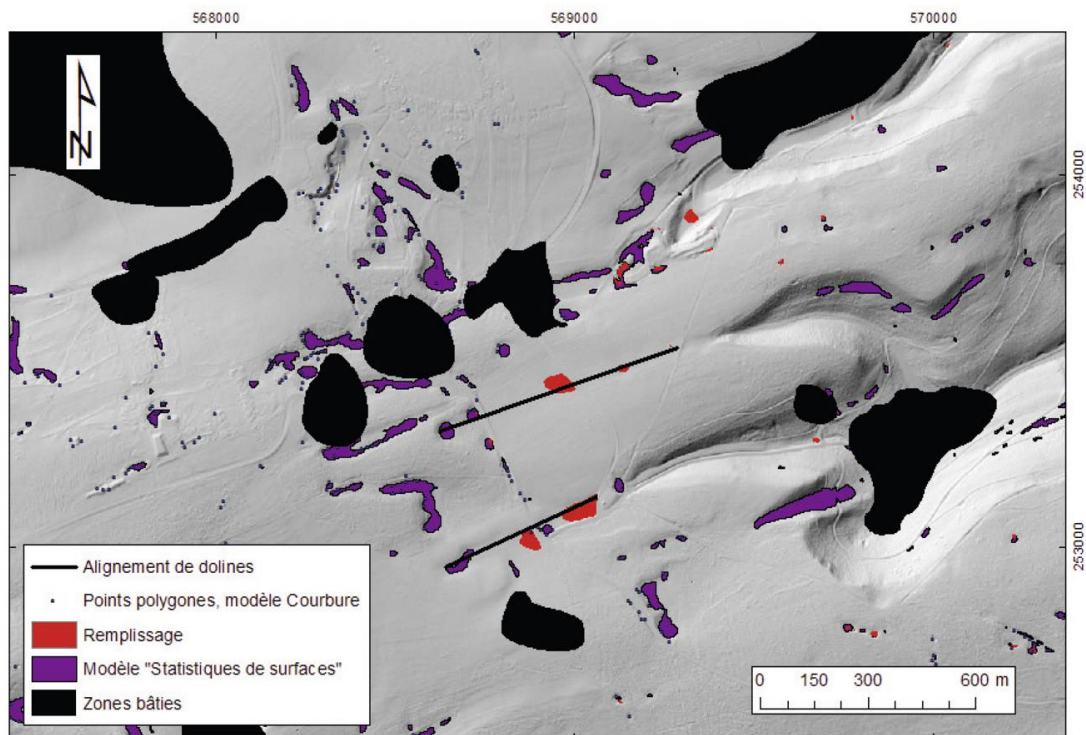 568000
569000
570000
N
254000
253000
Alignement de dolines
Points polygones, modèle Courbure
Remplissage
Modèle "Statistiques de surfaces"
Zones bâties
0 150 300 600 m